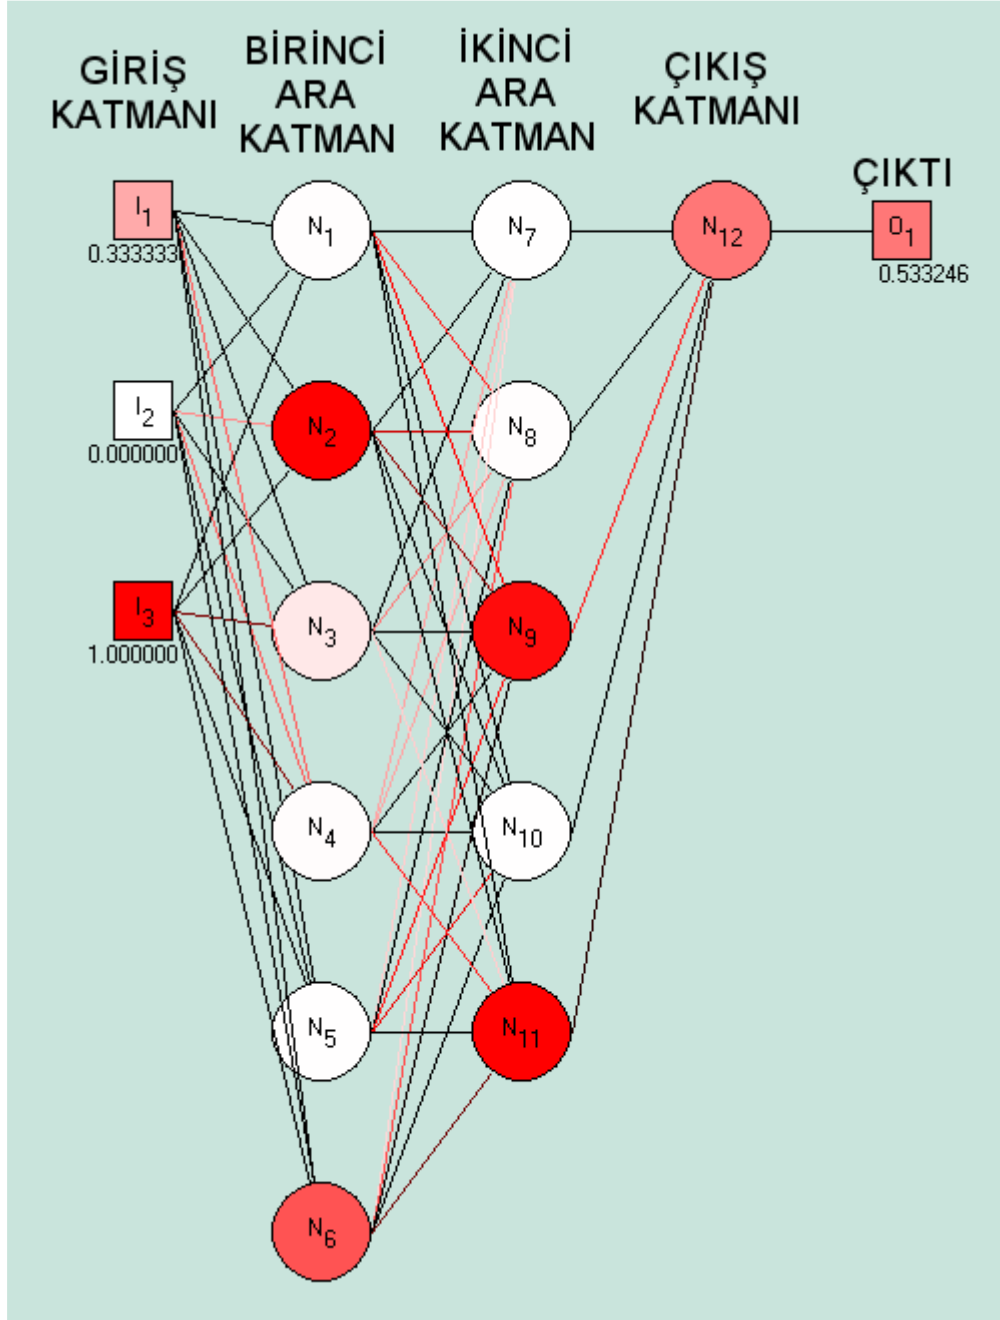 GİRİŞ
KATMANI
BİRİNCİ
ARA
KATMAN
İKİNCİ
ARA
KATMAN
ÇIKIŞ
KATMANI
ÇIKTI
I1
0.333333
N1
N7
N12
O1
0.533246
I2
0.000000
N2
N8
I3
1.000000
N3
N9
N4
N10
N5
N11
N6